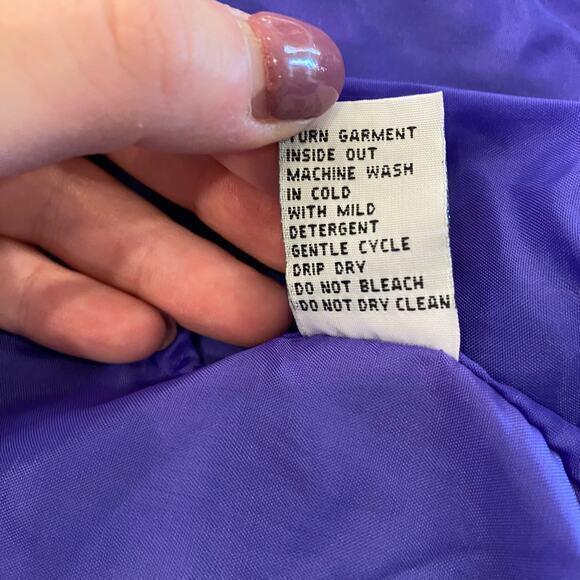 TURN GARMENT
INSIDE OUT
MACHINE WASH
IN COLD
WITH MILD
DETERGENT
GENTLE CYCLE
DRIP DRY
DO NOT BLEACH
DO NOT DRY CLEAN